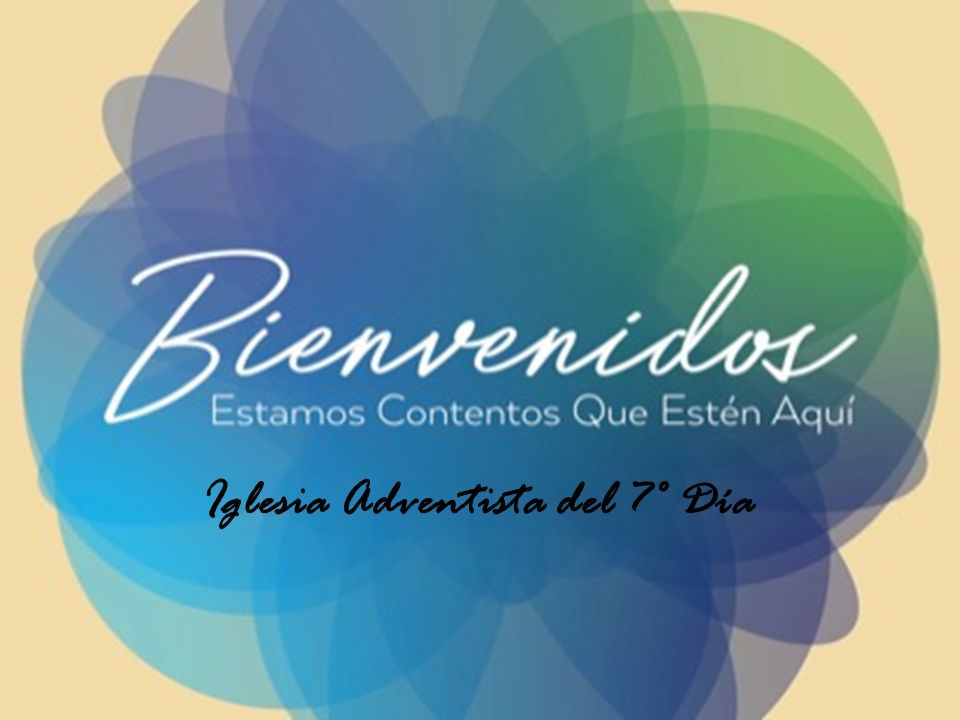 Bienvenidos
Estamos Contentos Que Estén Aquí
Iglesia Adventista del 7° Día